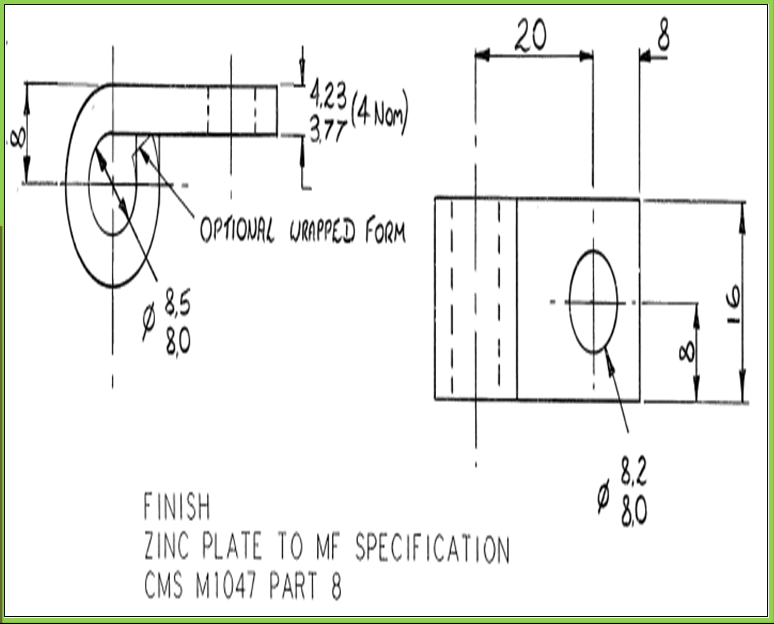 20
8
8
4,23
3,77
(4 Nom)
OPTIONAL WRAPPED FORM
ø 8,5
8,0
16
8
ø 8,2
8,0
FINISH
ZINC PLATE TO MF SPECIFICATION
CMS M1047 PART 8